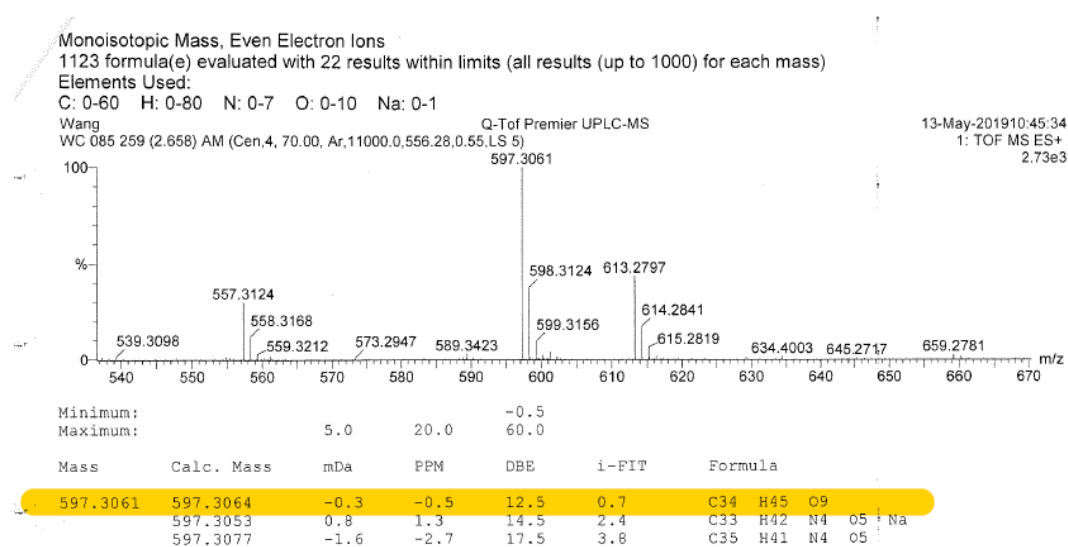 Monoisotopic Mass, Even Electron Ions
1123 formula(e) evaluated with 22 results within limits (all results (up to 1000) for each mass)
Elements Used:
C: 0-60 H: 0-80 N: 0-7 O: 0-10 Na: 0-1
Wang Q-Tof Premier UPLC-MS 13-May-201910:45:34
WC 085 259 (2.658) AM (Cen,4, 70.00, Ar,11000.0,556.28,0.55,LS 5) 1: TOF MS ES+
2.73e3
597.3061
100
%
0
598.3124 613.2797
557.3124
558.3168
614.2841
599.3156
539.3098 559.3212 573.2947 589.3423 615.2819 634.4003 645.2717 659.2781
m/z
540 550 560 570 580 590 600 610 620 630 640 650 660 670
Minimum: -0.5
Maximum: 5.0 20.0 60.0
Mass Calc. Mass mDa PPM DBE i-FIT Formula
597.3061 597.3064 -0.3 -0.5 12.5 0.7 C34 H45 O9
597.3053 0.8 1.3 14.5 2.4 C33 H42 N4 O5 Na
597.3077 -1.6 -2.7 17.5 3.8 C35 H41 N4 O5